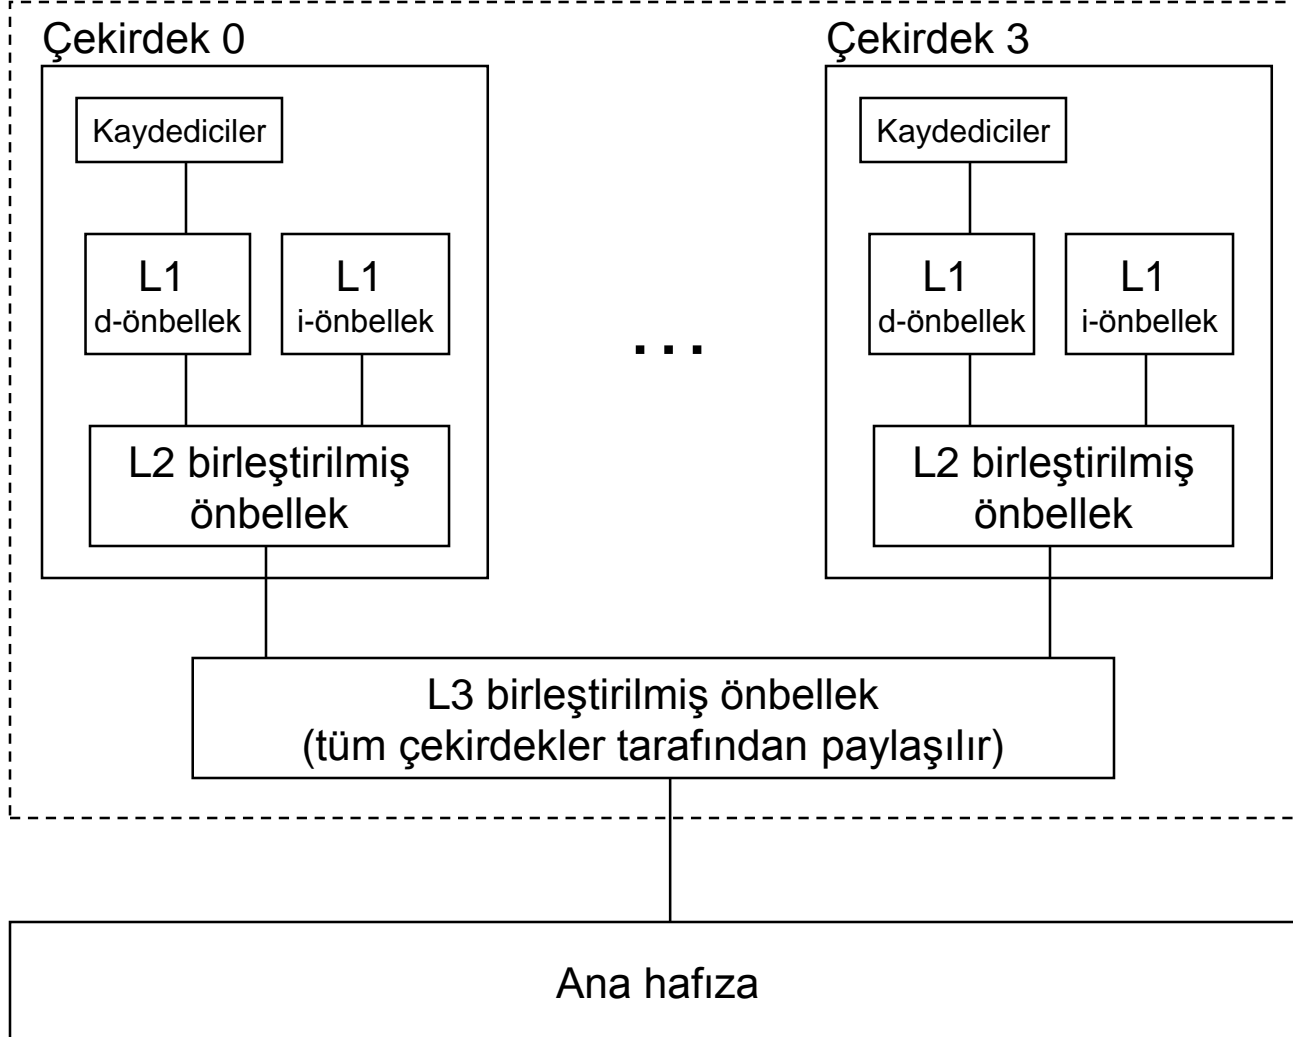 Çekirdek 0
Kaydediciler
L1
d-önbellek
L1
i-önbellek
L2 birleştirilmiş
önbellek
...
Çekirdek 3
Kaydediciler
L1
d-önbellek
L1
i-önbellek
L2 birleştirilmiş
önbellek
L3 birleştirilmiş önbellek
(tüm çekirdekler tarafından paylaşılır)
Ana hafıza